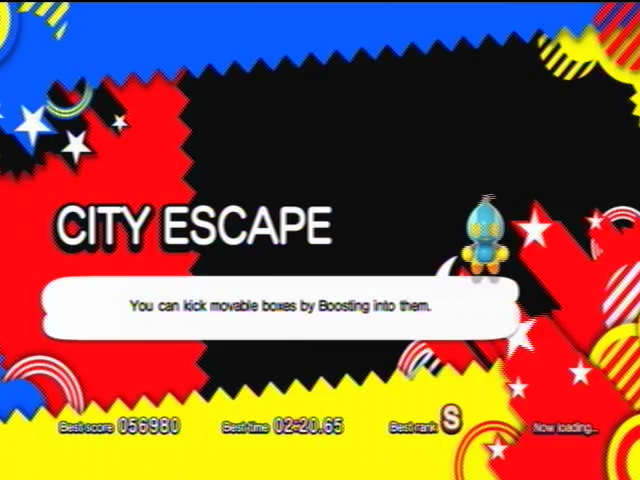 CITY ESCAPE
You can kick movable boxes by Boosting into them.
Best score 056980 Best time 02:20.65 Best rank S Now loading...